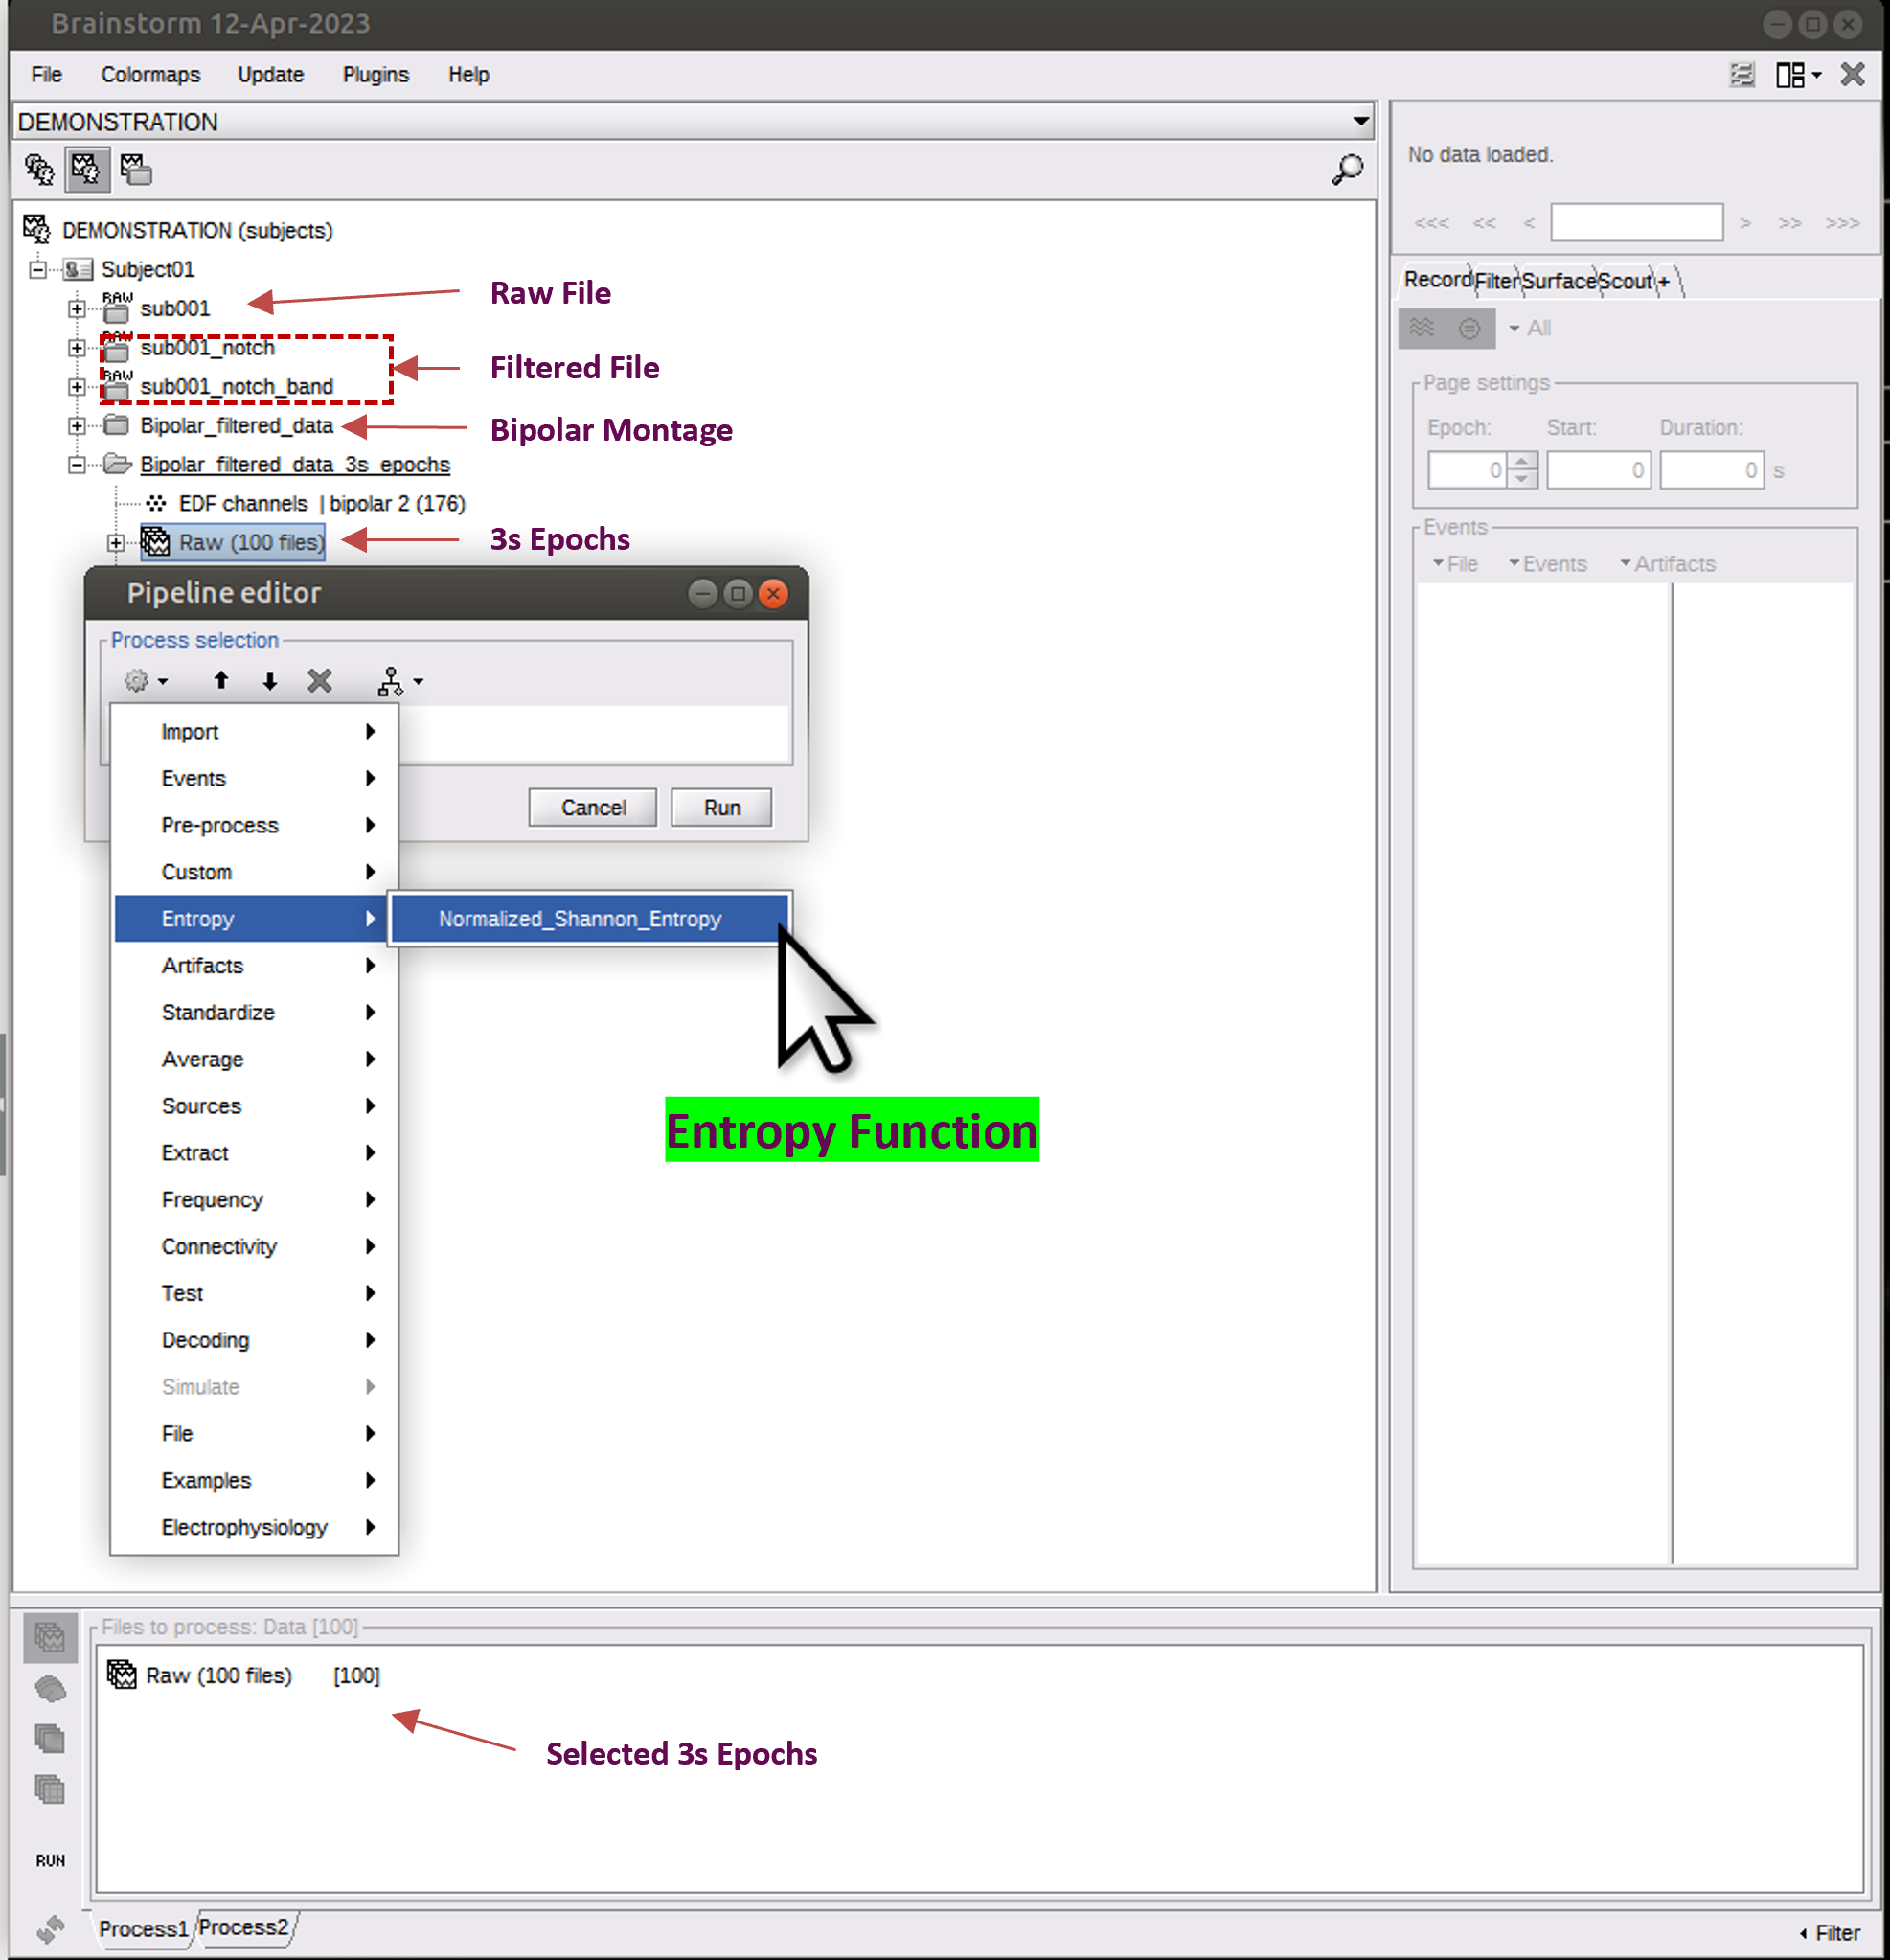 Brainstorm 12-Apr-2023
File Colormaps Update Plugins Help
DEMONSTRATION
No data loaded.
<<< << < > >> >>>
DEMONSTRATION (subjects)
Subject01
RAW
sub001
Raw File
RAW
sub001_notch
Filtered File
RAW
sub001_notch_band
Bipolar_filtered_data
Bipolar Montage
Bipolar_filtered_data_3s_epochs
EDF channels | bipolar 2 (176)
Raw (100 files)
3s Epochs
Record Filter Surface Scout +
All
Page settings
Epoch: Start: Duration:
0 0 0 s
Events
File Events Artifacts
Pipeline editor
Process selection
Import
Events
Pre-process
Custom
Entropy
Artifacts
Standardize
Average
Sources
Extract
Frequency
Connectivity
Test
Decoding
Simulate
File
Examples
Electrophysiology
Cancel Run
Normalized_Shannon_Entropy
Entropy Function
Files to process: Data [100]
Raw (100 files) [100]
Selected 3s Epochs
RUN
Process1 Process2
Filter